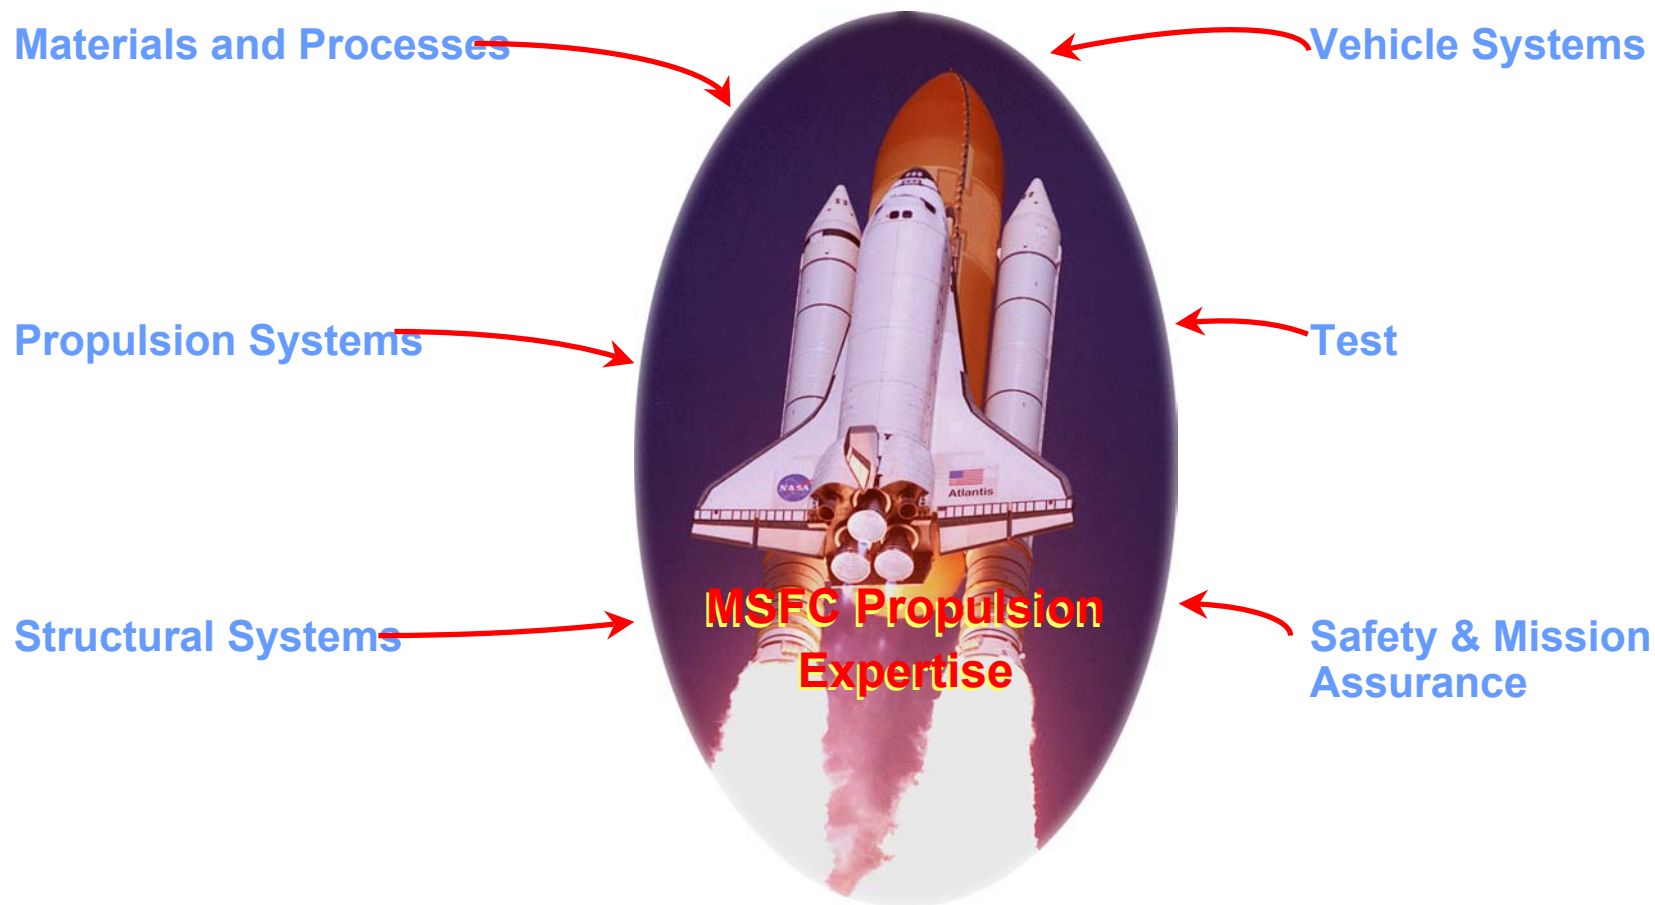 Materials and Processes
Vehicle Systems
Propulsion Systems
Test
NASA
Atlantis
MSFC Propulsion
Expertise
Structural Systems
Safety & Mission
Assurance